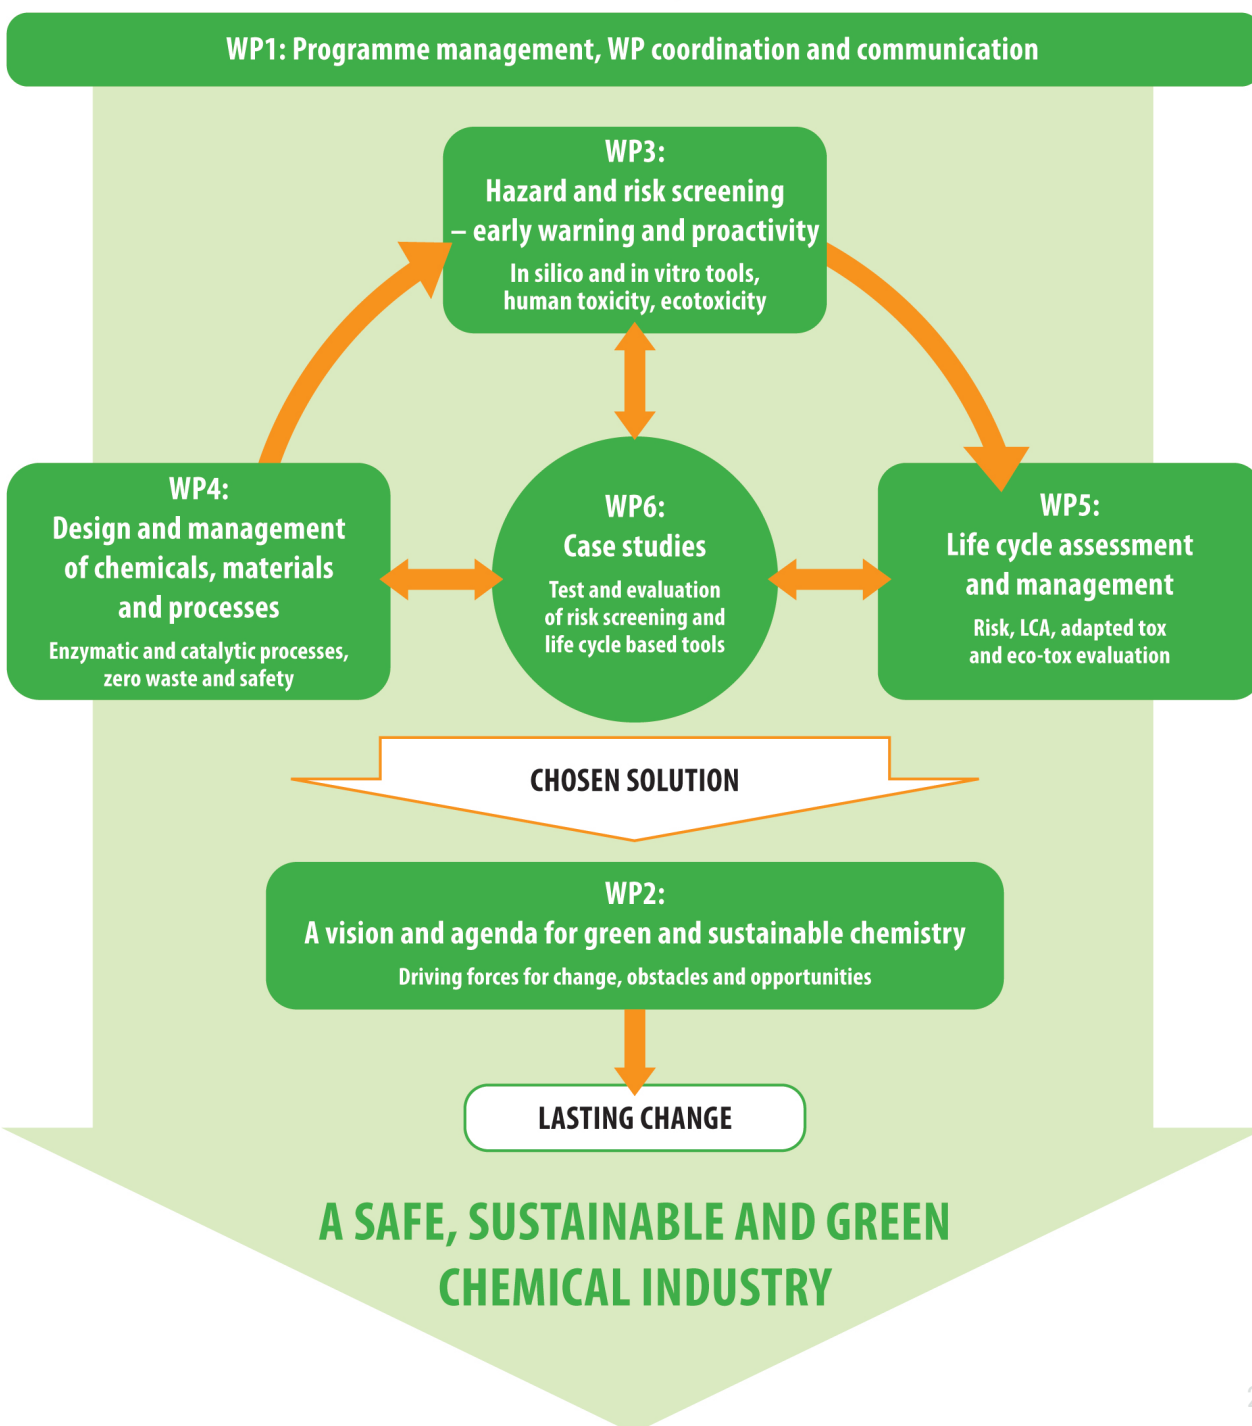 WP1: Programme management, WP coordination and communication
WP3:
Hazard and risk screening
– early warning and proactivity
In silico and in vitro tools,
human toxicity, ecotoxicity
WP4:
Design and management
of chemicals, materials
and processes
Enzymatic and catalytic processes,
zero waste and safety
WP6:
Case studies
Test and evaluation
of risk screening and
life cycle based tools
WP5:
Life cycle assessment
and management
Risk, LCA, adapted tox
and eco-tox evaluation
CHOSEN SOLUTION
WP2:
A vision and agenda for green and sustainable chemistry
Driving forces for change, obstacles and opportunities
LASTING CHANGE
A SAFE, SUSTAINABLE AND GREEN
CHEMICAL INDUSTRY